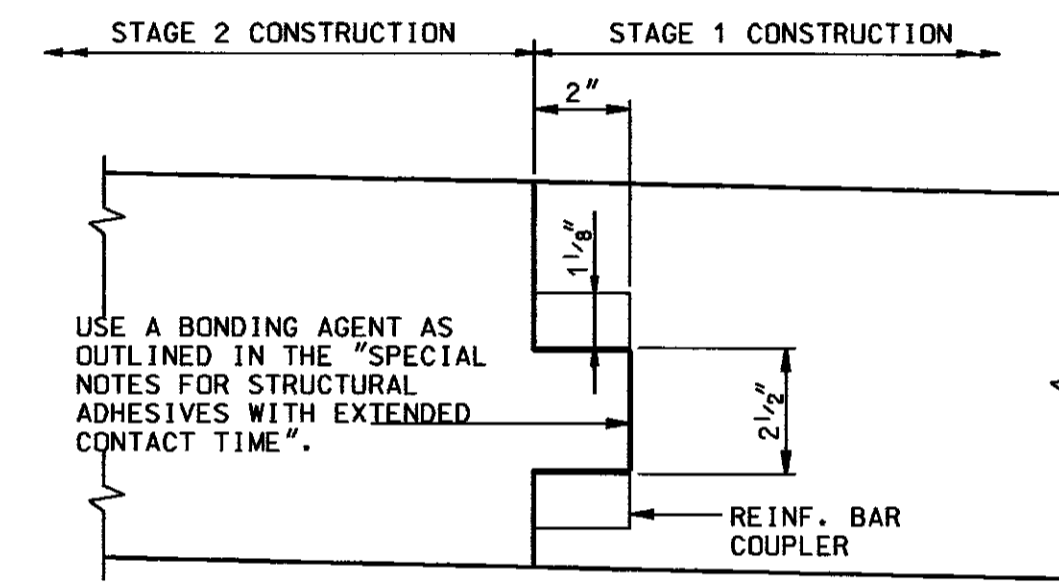 STAGE 2 CONSTRUCTION
STAGE 1 CONSTRUCTION
2"
1 1/8"
USE A BONDING AGENT AS
OUTLINED IN THE "SPECIAL
NOTES FOR STRUCTURAL
ADHESIVES WITH EXTENDED
CONTACT TIME".
2 1/2"
REINF. BAR
COUPLER